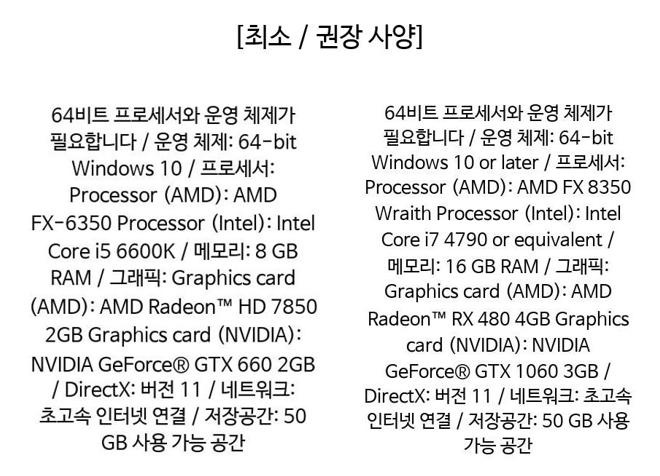 [최소 / 권장 사양]
64비트 프로세서와 운영 체제가
필요합니다 / 운영 체제: 64-bit
Windows 10 / 프로세서:
Processor (AMD): AMD
FX-6350 Processor (Intel): Intel
Core i5 6600K / 메모리: 8 GB
RAM / 그래픽: Graphics card
(AMD): AMD Radeon™ HD 7850
2GB Graphics card (NVIDIA):
NVIDIA GeForce® GTX 660 2GB
/ DirectX: 버전 11 / 네트워크:
초고속 인터넷 연결 / 저장공간: 50
GB 사용 가능 공간
64비트 프로세서와 운영 체제가
필요합니다 / 운영 체제: 64-bit
Windows 10 or later / 프로세서:
Processor (AMD): AMD FX 8350
Wraith Processor (Intel): Intel
Core i7 4790 or equivalent /
메모리: 16 GB RAM / 그래픽:
Graphics card (AMD): AMD
Radeon™ RX 480 4GB Graphics
card (NVIDIA): NVIDIA
GeForce® GTX 1060 3GB /
DirectX: 버전 11 / 네트워크: 초고속
인터넷 연결 / 저장공간: 50 GB 사용
가능 공간